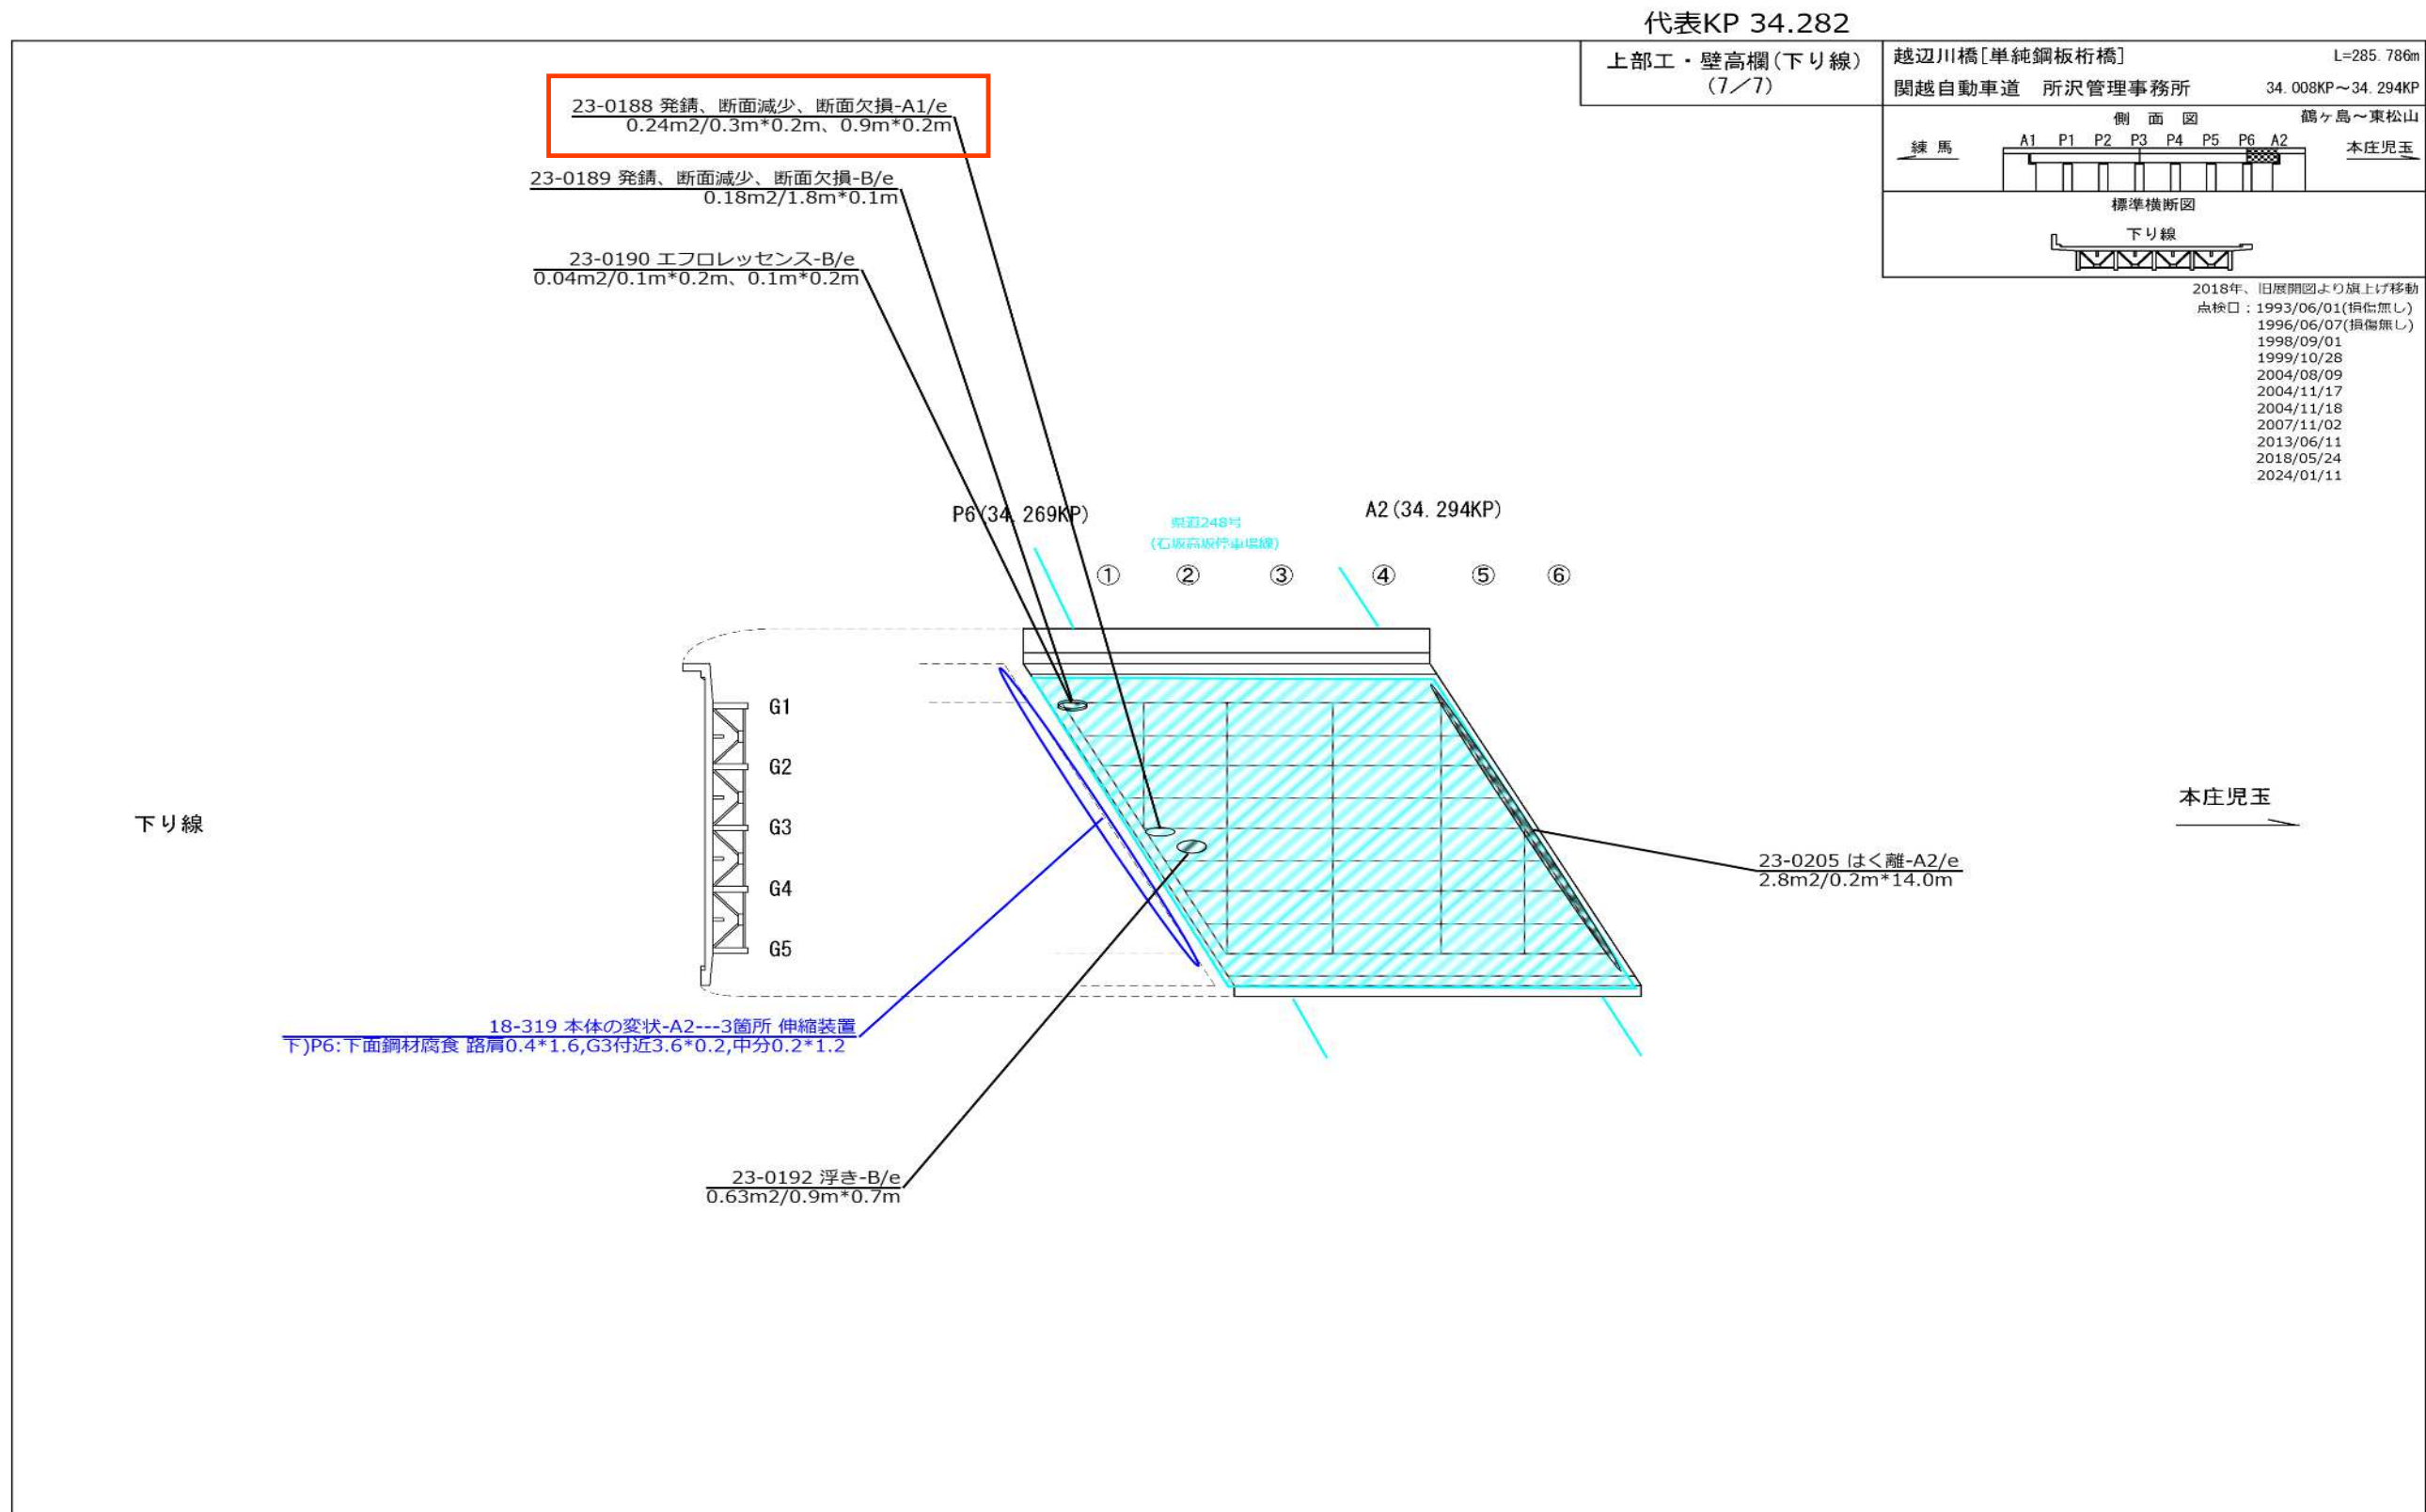 代表KP 34.282
上部工・壁高欄(下り線)
(7／7)
越辺川橋[単純鋼板桁橋]
L=285.786m
関越自動車道 所沢管理事務所
34.008KP～34.294KP
側 面 図
鶴ヶ島～東松山
練 馬
A1 P1 P2 P3 P4 P5 P6 A2
本庄児玉
標準横断図
下り線
2018年、旧展開図より旗上げ移動
点検日：1993/06/01(損傷無し)
1996/06/07(損傷無し)
1998/09/01
1999/10/28
2004/08/09
2004/11/17
2004/11/18
2007/11/02
2013/06/11
2018/05/24
2024/01/11
23-0188 発錆、断面減少、断面欠損-A1/e
0.24m2/0.3m*0.2m、0.9m*0.2m
23-0189 発錆、断面減少、断面欠損-B/e
0.18m2/1.8m*0.1m
23-0190 エフロレッセンス-B/e
0.04m2/0.1m*0.2m、0.1m*0.2m
P6(34.269KP)
県道248号
(石坂高坂停車場線)
A2(34.294KP)
① ② ③ ④ ⑤ ⑥
G1
G2
G3
G4
G5
下り線
本庄児玉
23-0205 はく離-A2/e
2.8m2/0.2m*14.0m
18-319 本体の変状-A2---3箇所 伸縮装置
下)P6:下面鋼材腐食 路肩0.4*1.6,G3付近3.6*0.2,中分0.2*1.2
23-0192 浮き-B/e
0.63m2/0.9m*0.7m